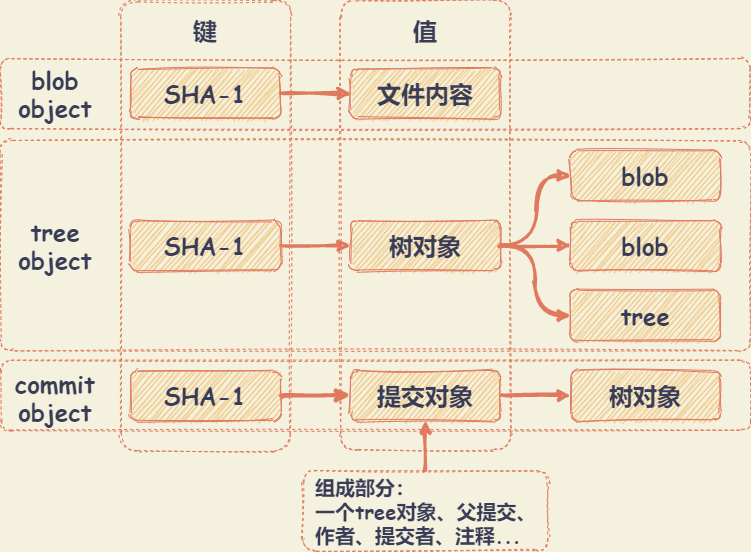 键
值
blob
object
SHA-1
文件内容
tree
object
SHA-1
树对象
blob
blob
tree
commit
object
SHA-1
提交对象
树对象
组成部分：
一个tree对象、父提交、
作者、提交者、注释...